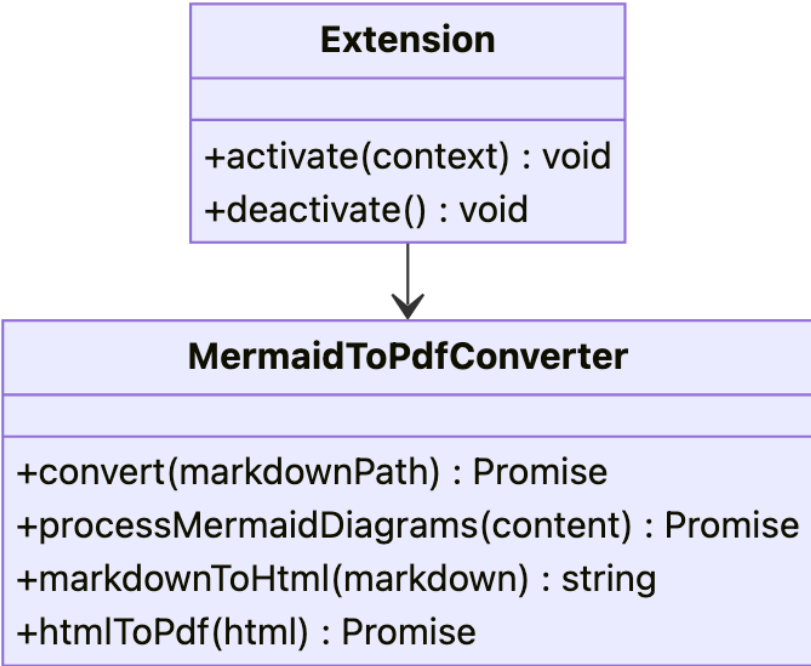 Extension
+activate(context) : void
+deactivate() : void
MermaidToPdfConverter
+convert(markdownPath) : Promise
+processMermaidDiagrams(content) : Promise
+markdownToHtml(markdown) : string
+htmlToPdf(html) : Promise